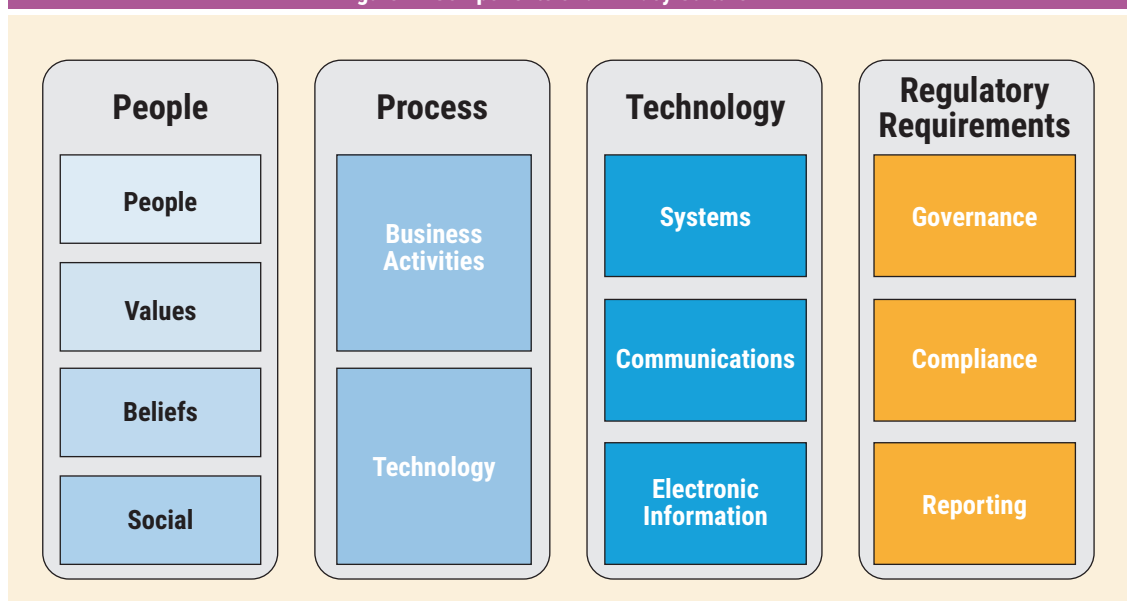 People
People
Values
Beliefs
Social
Process
Business
Activities
Technology
Technology
Systems
Communications
Electronic
Information
Regulatory
Requirements
Governance
Compliance
Reporting